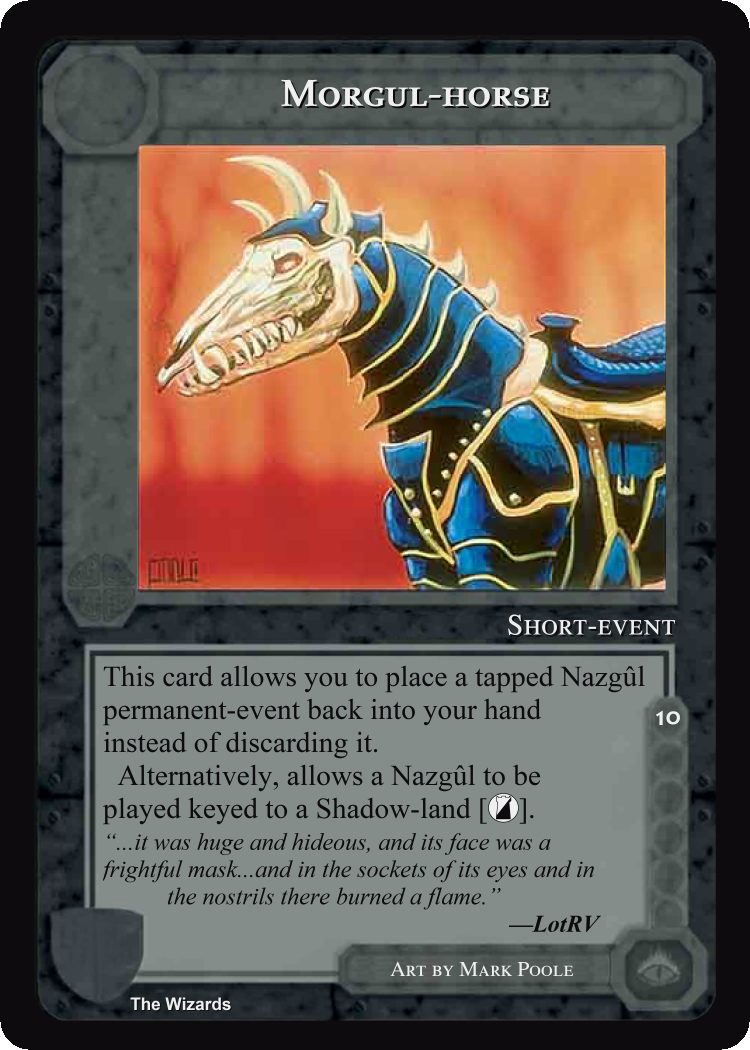 Morgul-horse
POOLE
Short-event
This card allows you to place a tapped Nazgûl
permanent-event back into your hand
instead of discarding it.
Alternatively, allows a Nazgûl to be
played keyed to a Shadow-land [ ].
10
“...it was huge and hideous, and its face was a
frightful mask...and in the sockets of its eyes and in
the nostrils there burned a flame.”
—LotRV
Art by Mark Poole
The Wizards